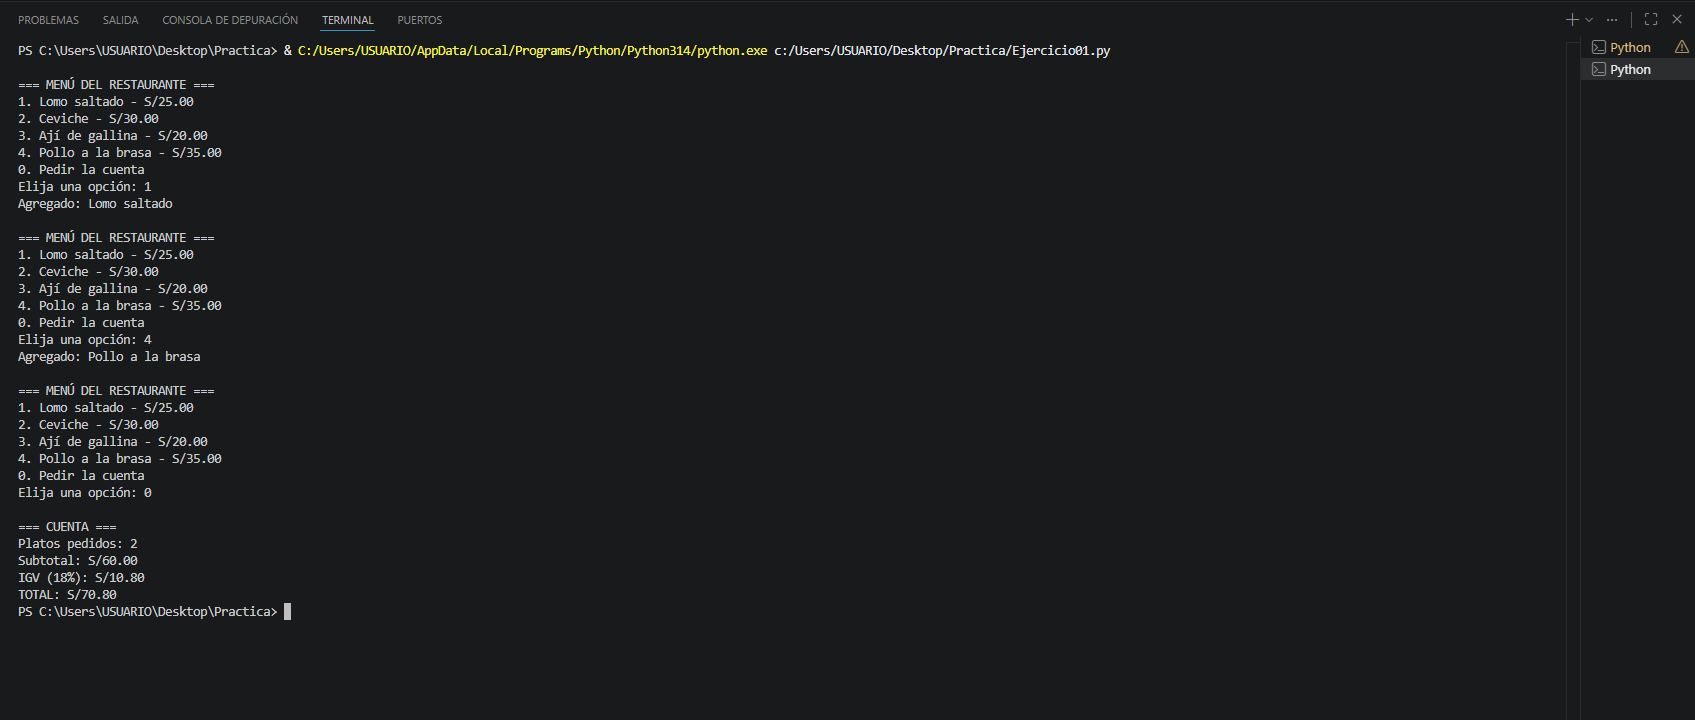 PROBLEMAS SALIDA CONSOLA DE DEPURACIÓN TERMINAL PUERTOS
PS C:\Users\USUARIO\Desktop\Practica> & C:/Users/USUARIO/AppData/Local/Programs/Python/Python314/python.exe c:/Users/USUARIO/Desktop/Practica/Ejercicio01.py
Python
Python
=== MENÚ DEL RESTAURANTE ===
1. Lomo saltado - S/25.00
2. Ceviche - S/30.00
3. Ají de gallina - S/20.00
4. Pollo a la brasa - S/35.00
0. Pedir la cuenta
Elija una opción: 1
Agregado: Lomo saltado
=== MENÚ DEL RESTAURANTE ===
1. Lomo saltado - S/25.00
2. Ceviche - S/30.00
3. Ají de gallina - S/20.00
4. Pollo a la brasa - S/35.00
0. Pedir la cuenta
Elija una opción: 4
Agregado: Pollo a la brasa
=== MENÚ DEL RESTAURANTE ===
1. Lomo saltado - S/25.00
2. Ceviche - S/30.00
3. Ají de gallina - S/20.00
4. Pollo a la brasa - S/35.00
0. Pedir la cuenta
Elija una opción: 0
=== CUENTA ===
Platos pedidos: 2
Subtotal: S/60.00
IGV (18%): S/10.80
TOTAL: S/70.80
PS C:\Users\USUARIO\Desktop\Practica>